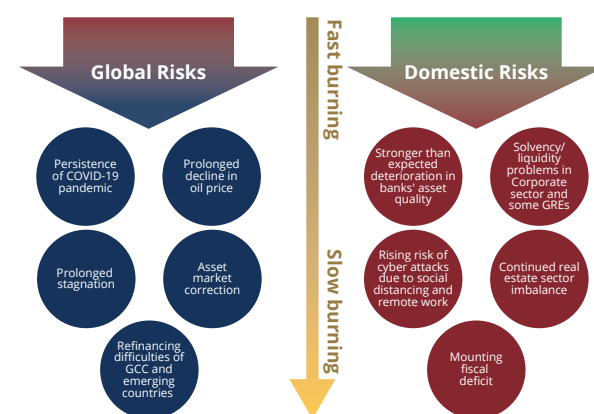 Global Risks
Persistence
of COVID-19
pandemic
Prolonged
decline in
oil price
Prolonged
stagnation
Asset
market
correction
Refinancing
difficulties of
GCC and
emerging
countries
Fast burning
Slow burning
Domestic Risks
Stronger than
expected
deterioration in
banks' asset
quality
Solvency/
liquidity
problems in
Corporate
sector and
some GREs
Rising risk of
cyber attacks
due to social
distancing and
remote work
Continued real
estate sector
imbalance
Mounting
fiscal
deficit